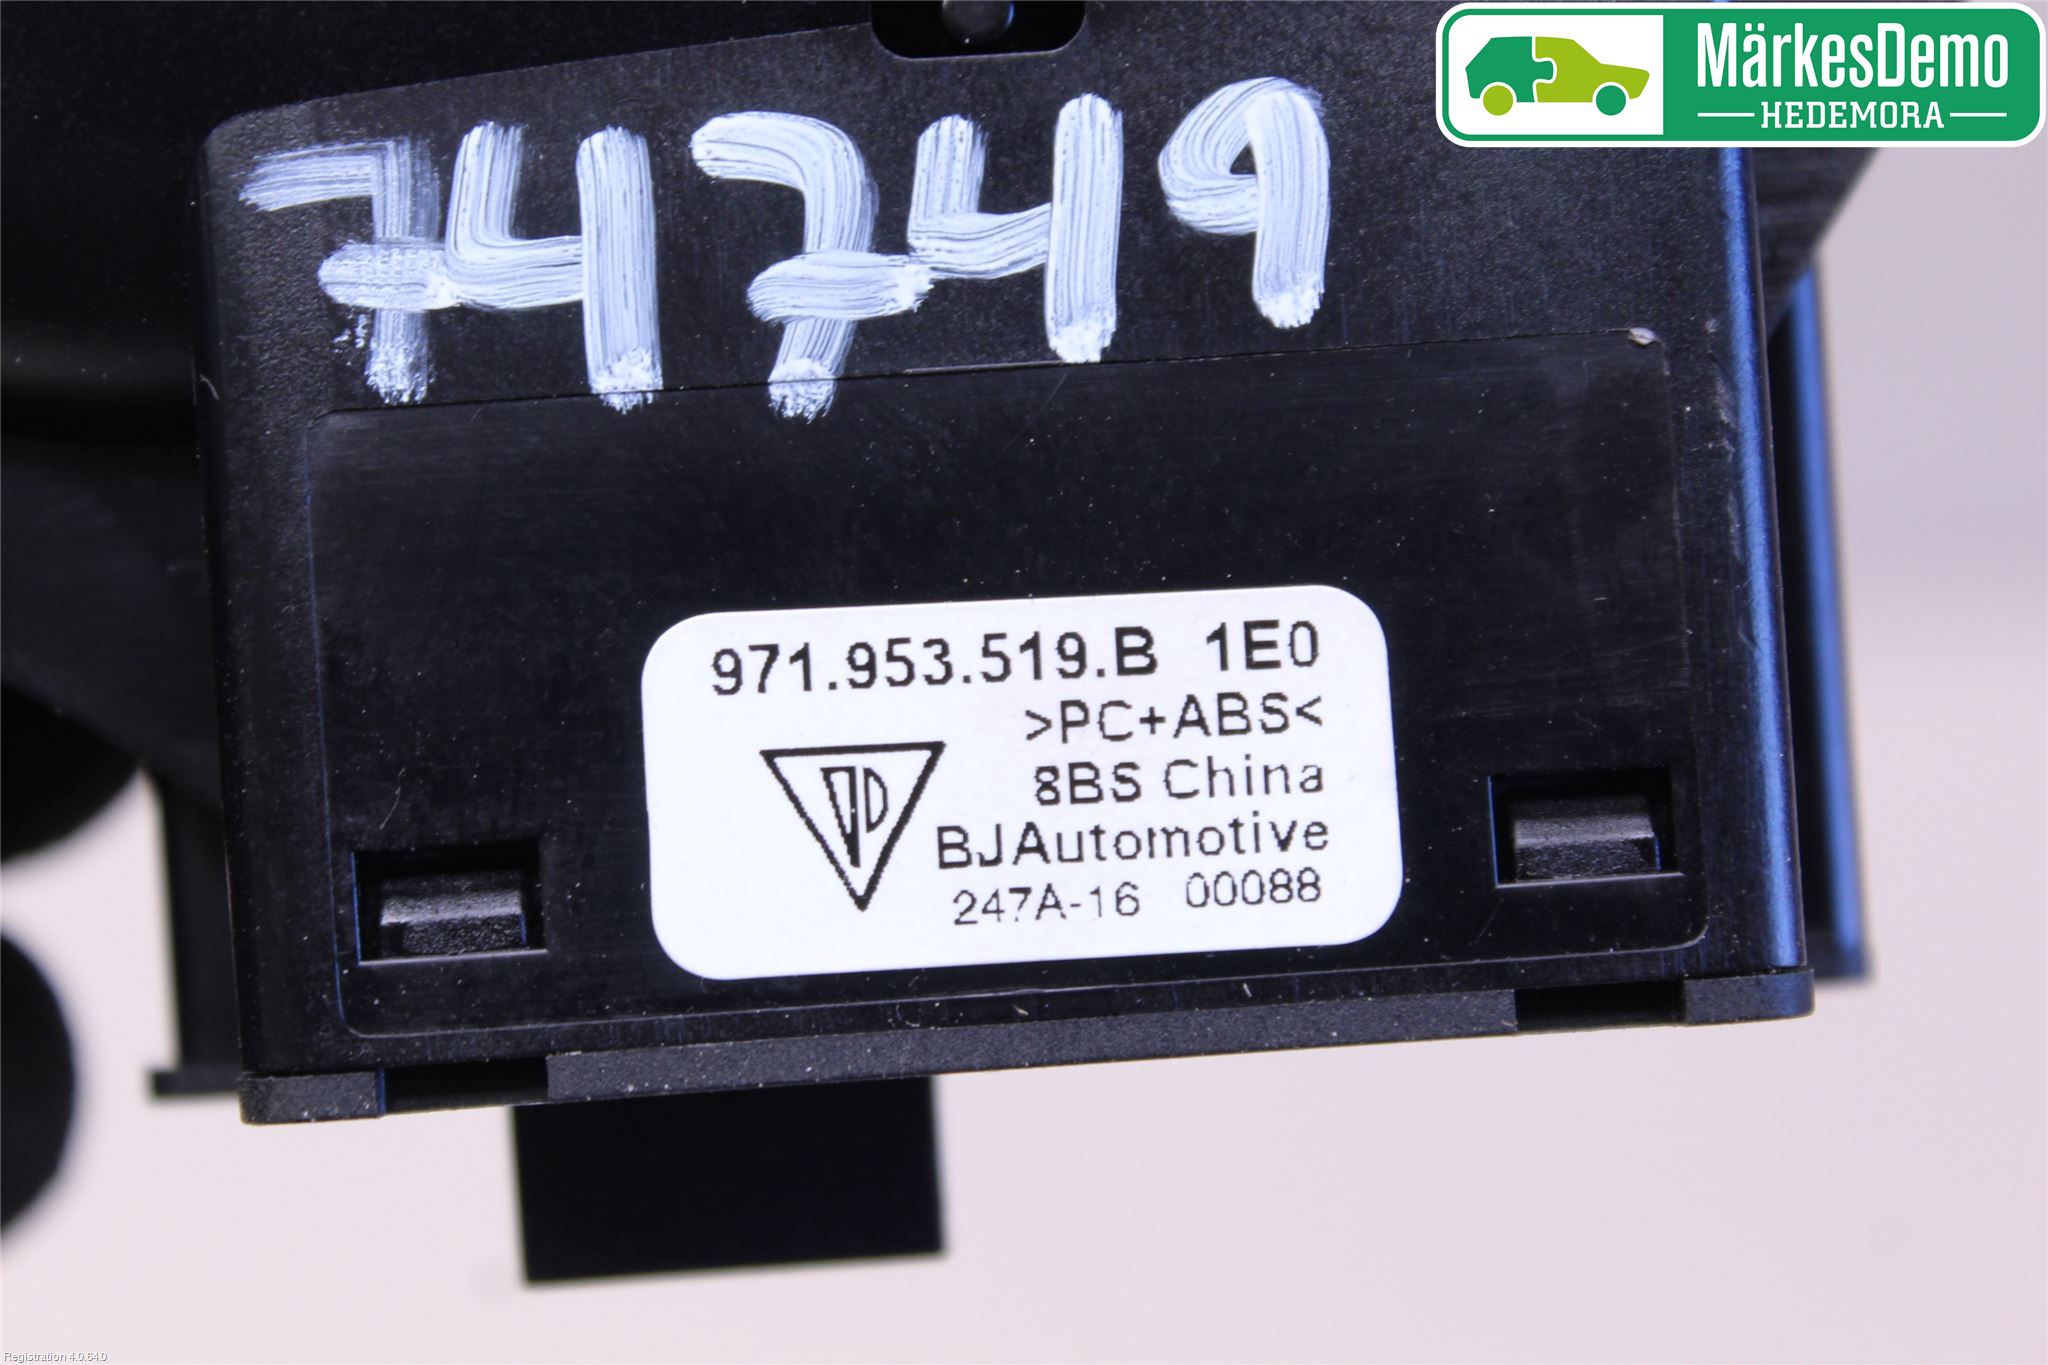 MärkesDemo
HEDEMORA
74749
971.953.519.B 1E0
>PC+ABS<
8BS China
BJAutomotive
247A-16 00088
Registration 4.0.64.0